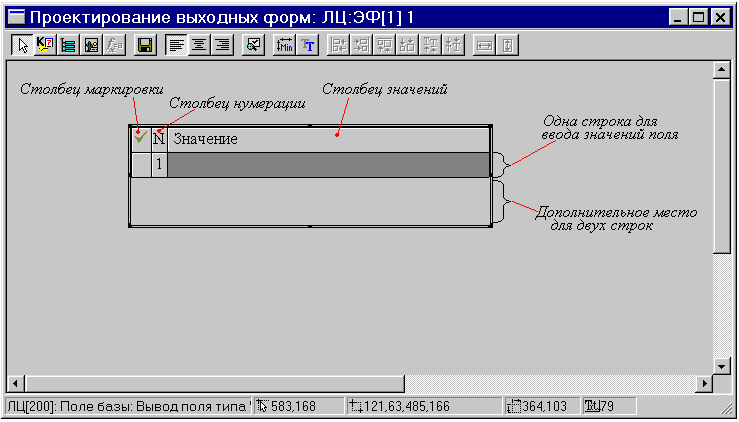 Проектирование выходных форм: ЛЦ:ЭФ[1] 1
Столбец маркировки
Столбец нумерации
Столбец значений
Одна строка для
ввода значений поля
N Значение
1
Дополнительное место
для двух строк
ЛЦ[200]: Поле базы: Вывод поля типа 583,168 121,63,485,166 364,103 79